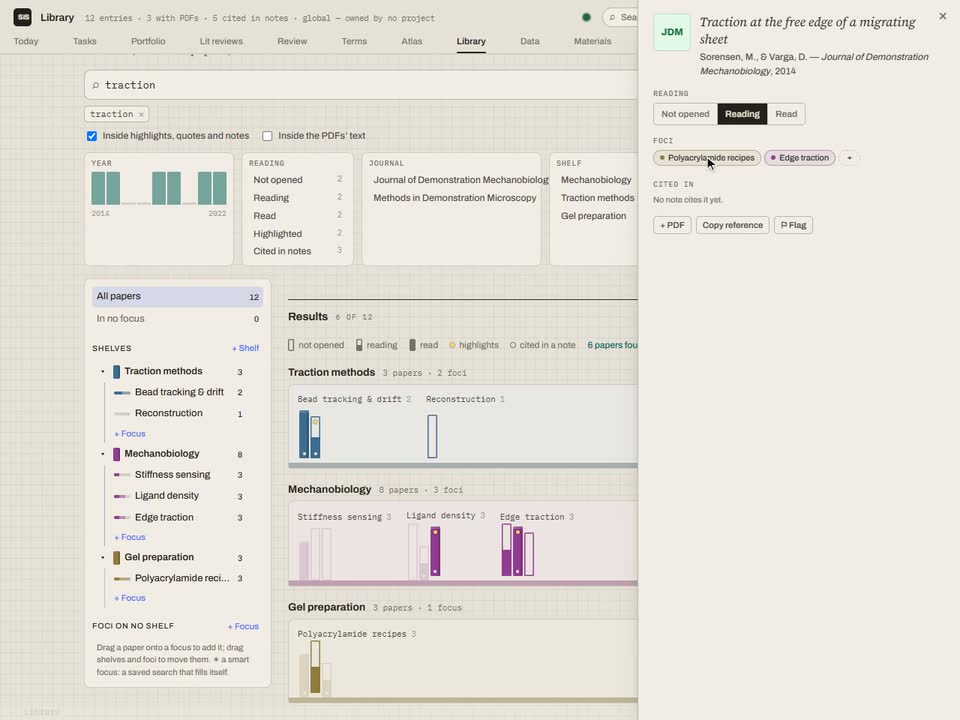 SiS Library 12 entries · 3 with PDFs · 5 cited in notes · global — owned by no project
Today Tasks Portfolio Lit reviews Review Terms Atlas Library Data Materials
traction
traction ×
Inside highlights, quotes and notes Inside the PDFs' text
YEAR
2014 2022
READING
Not opened 2
Reading 2
Read 2
Highlighted 2
Cited in notes 3
JOURNAL
Journal of Demonstration Mechanobiolog
Methods in Demonstration Microscopy
SHELF
Mechanobiology
Traction methods
Gel preparation
All papers 12
In no focus 0
SHELVES + Shelf
Traction methods 3
Bead tracking & drift 2
Reconstruction 1
+ Focus
Mechanobiology 8
Stiffness sensing 3
Ligand density 3
Edge traction 3
+ Focus
Gel preparation 3
Polyacrylamide reci... 3
+ Focus
FOCI ON NO SHELF + Focus
Drag a paper onto a focus to add it; drag
shelves and foci to move them. ✶ a smart
focus: a saved search that fills itself.
Library
Results 6 OF 12
not opened reading read highlights cited in a note 6 papers fou
Traction methods 3 papers · 2 foci
Bead tracking & drift 2 Reconstruction 1
Mechanobiology 8 papers · 3 foci
Stiffness sensing 3 Ligand density 3 Edge traction 3
Gel preparation 3 papers · 1 focus
Polyacrylamide recipes 3
JDM
Traction at the free edge of a migrating
sheet
Sorensen, M., & Varga, D. — Journal of Demonstration
Mechanobiology, 2014
×
READING
Not opened Reading Read
FOCI
Polyacrylamide recipes Edge traction +
CITED IN
No note cites it yet.
+ PDF Copy reference Flag